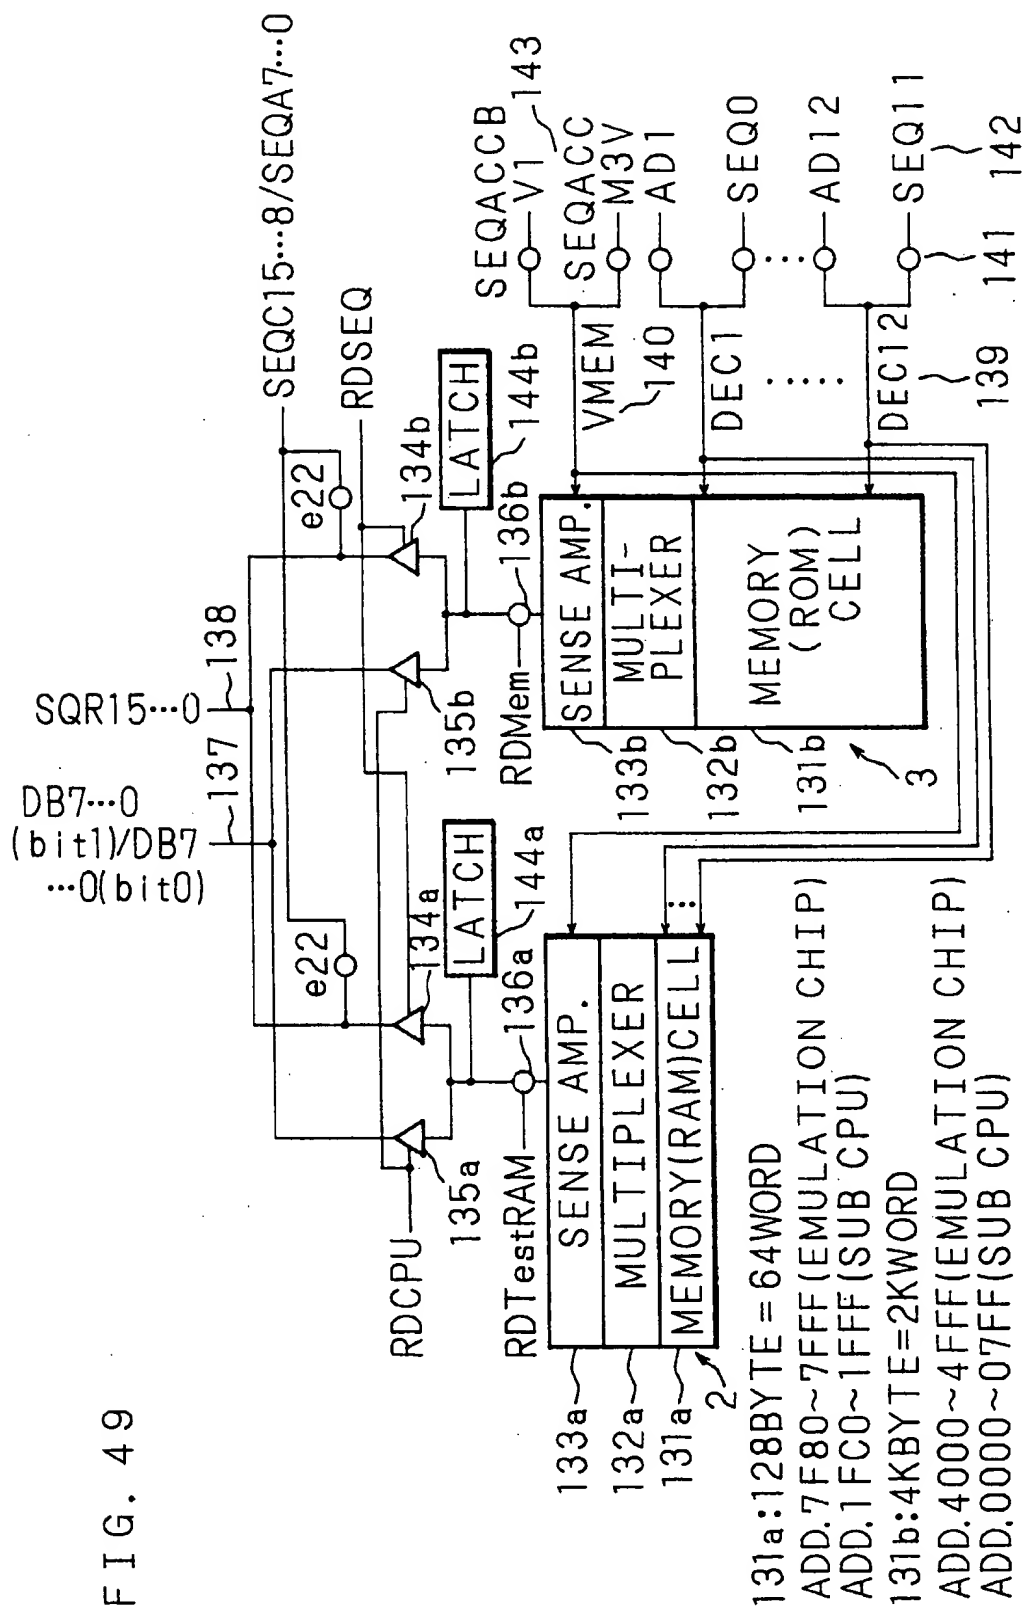 FIG. 49
SEQC15…8/SEQA7…0
RDSEQ
SQR15…0
138
DB7…0
(bit1)/DB7
…0(bit0)
137
e22
e22
134b
135b
134a
135a
RDCPU
LATCH
144b
LATCH
144a
136b
RDMem
136a
RDTestRAM
SEQACCB
V1
143
SEQACC
M3V
AD1
SEQ0
AD12
SEQ11
142
141
VMEM
140
DEC1
DEC12
139
SENSE AMP.
MULTI-
PLEXER
MEMORY
(ROM)
CELL
133b
132b
131b
3
SENSE AMP.
MULTIPLEXER
MEMORY(RAM)CELL
133a
132a
131a
2
131a:128BYTE=64WORD
ADD.7F80~7FFF(EMULATION CHIP)
ADD.1FC0~1FFF(SUB CPU)
131b:4KBYTE=2KWORD
ADD.4000~4FFF(EMULATION CHIP)
ADD.0000~07FF(SUB CPU)